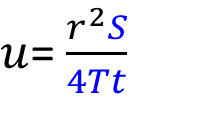 u= r²S / 4Tt